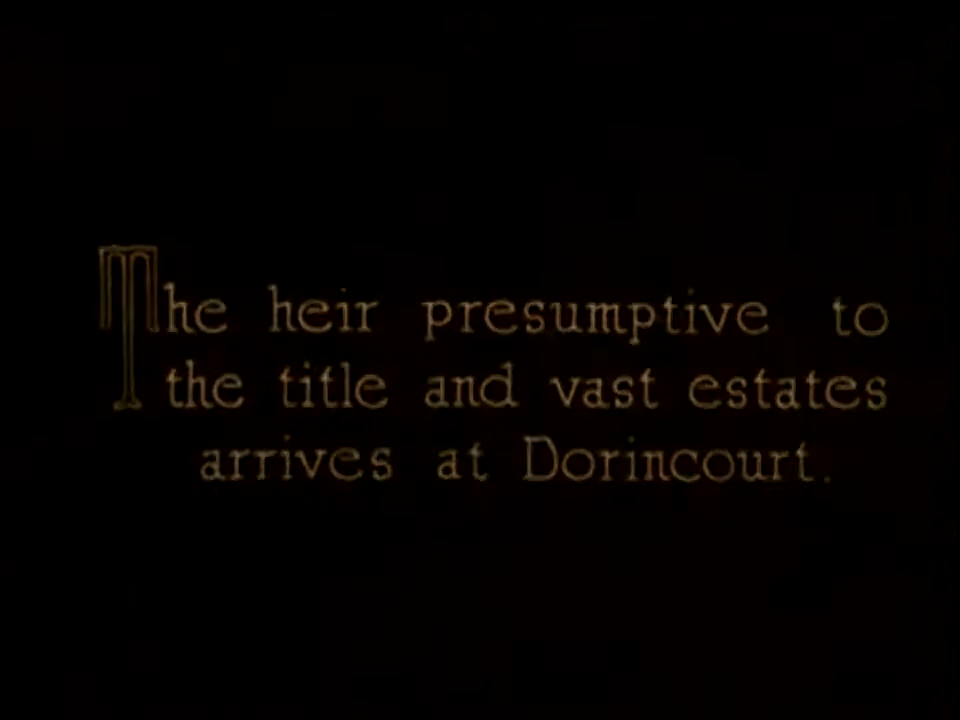 The heir presumptive to
the title and vast estates
arrives at Dorincourt.